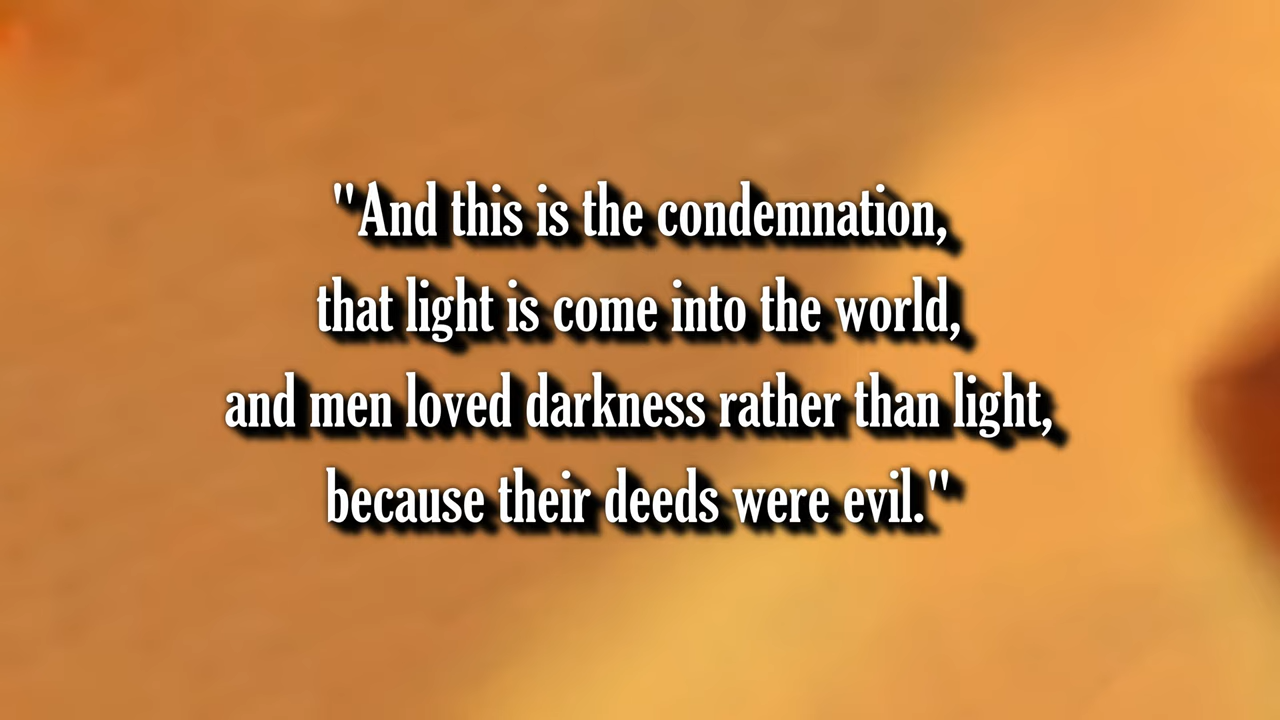 "And this is the condemnation,
that light is come into the world,
and men loved darkness rather than light,
because their deeds were evil."